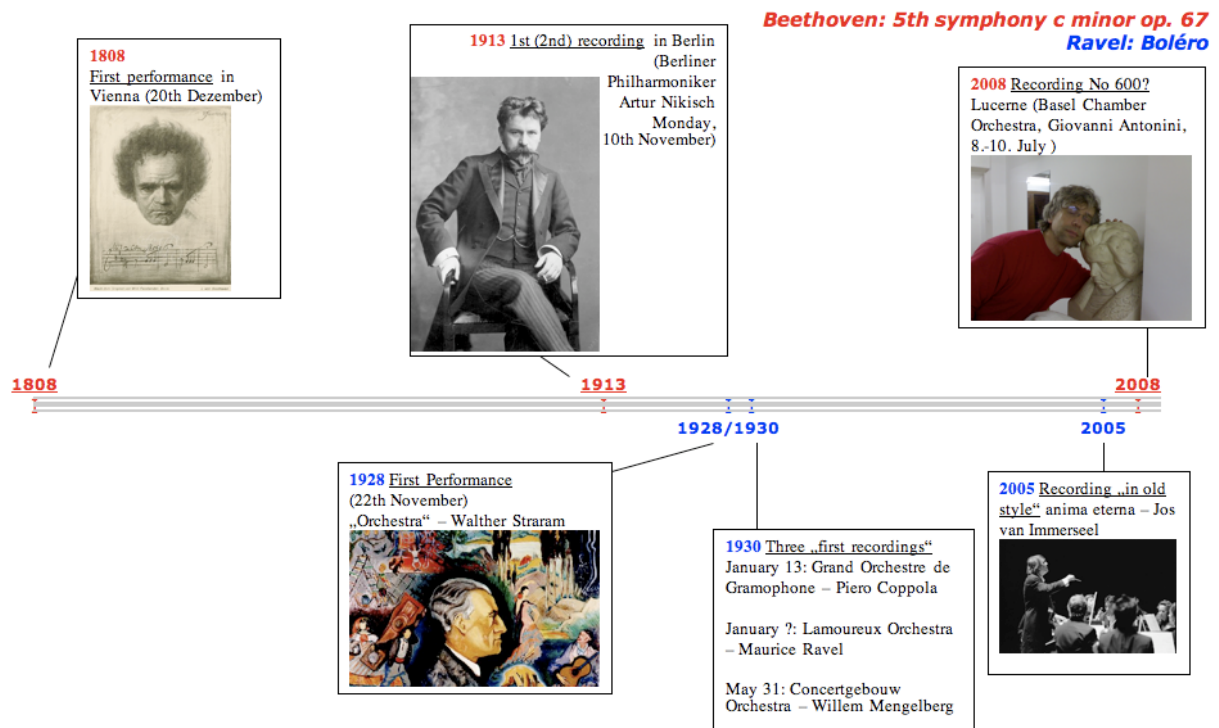 Beethoven: 5th symphony c minor op. 67
Ravel: Boléro
1808
First performance in
Vienna (20th Dezember)
1913 1st (2nd) recording in Berlin
(Berliner
Philharmoniker
Artur Nikisch
Monday,
10th November)
2008 Recording No 600?
Lucerne (Basel Chamber
Orchestra, Giovanni Antonini,
8.-10. July )
1808
1913
2008
1928/1930
2005
1928 First Performance
(22th November)
„Orchestra“ – Walther Straram
1930 Three „first recordings“
January 13: Grand Orchestre de
Gramophone – Piero Coppola
January ?: Lamoureux Orchestra
– Maurice Ravel
May 31: Concertgebouw
Orchestra – Willem Mengelberg
2005 Recording „in old
style“ anima eterna – Jos
van Immerseel